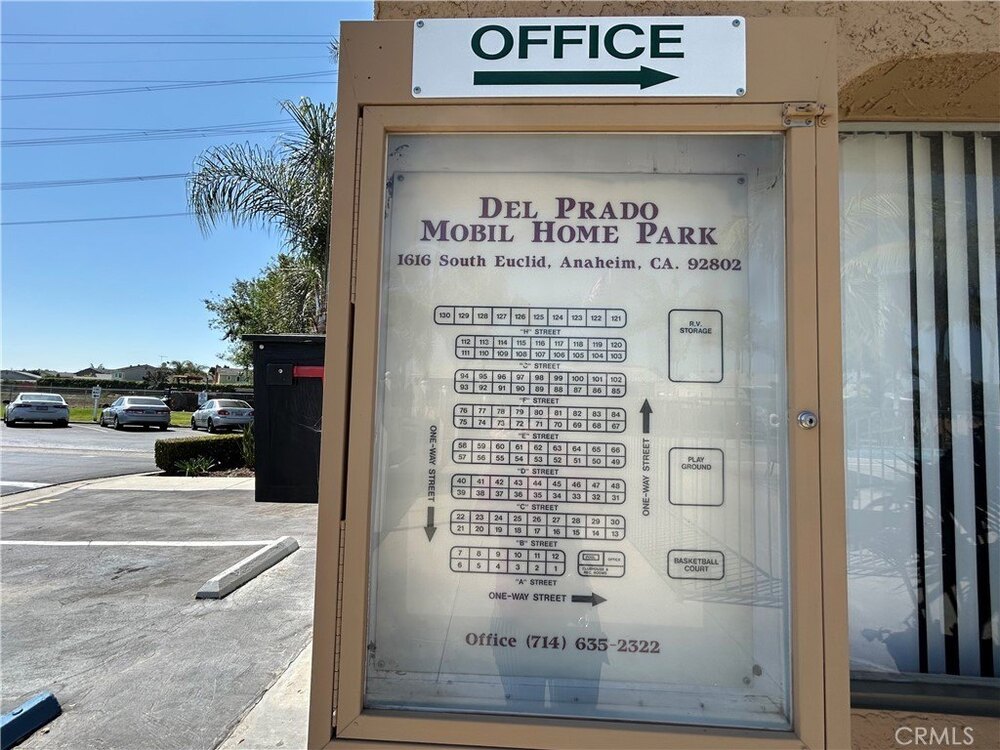 OFFICE
DEL PRADO
MOBIL HOME PARK
1616 South Euclid, Anaheim, CA. 92802
130 129 128 127 126 125 124 123 122 121
"H" STREET
112 113 114 115 116 117 118 119 120
111 110 109 108 107 106 105 104 103
"G" STREET
94 95 96 97 98 99 100 101 102
93 92 91 90 89 88 87 86 85
"F" STREET
76 77 78 79 80 81 82 83 84
75 74 73 72 71 70 69 68 67
"E" STREET
58 59 60 61 62 63 64 65 66
57 56 55 54 53 52 51 50 49
"D" STREET
40 41 42 43 44 45 46 47 48
39 38 37 36 35 34 33 32 31
"C" STREET
22 23 24 25 26 27 28 29 30
21 20 19 18 17 16 15 14 13
"B" STREET
7 8 9 10 11 12
6 5 4 3 2 1
POOL OFFICE
CLUBHOUSE &
REC ROOMS
"A" STREET
ONE-WAY STREET
ONE-WAY STREET
ONE-WAY STREET
R.V.
STORAGE
PLAY
GROUND
BASKETBALL
COURT
Office (714) 635-2322
CRMLS